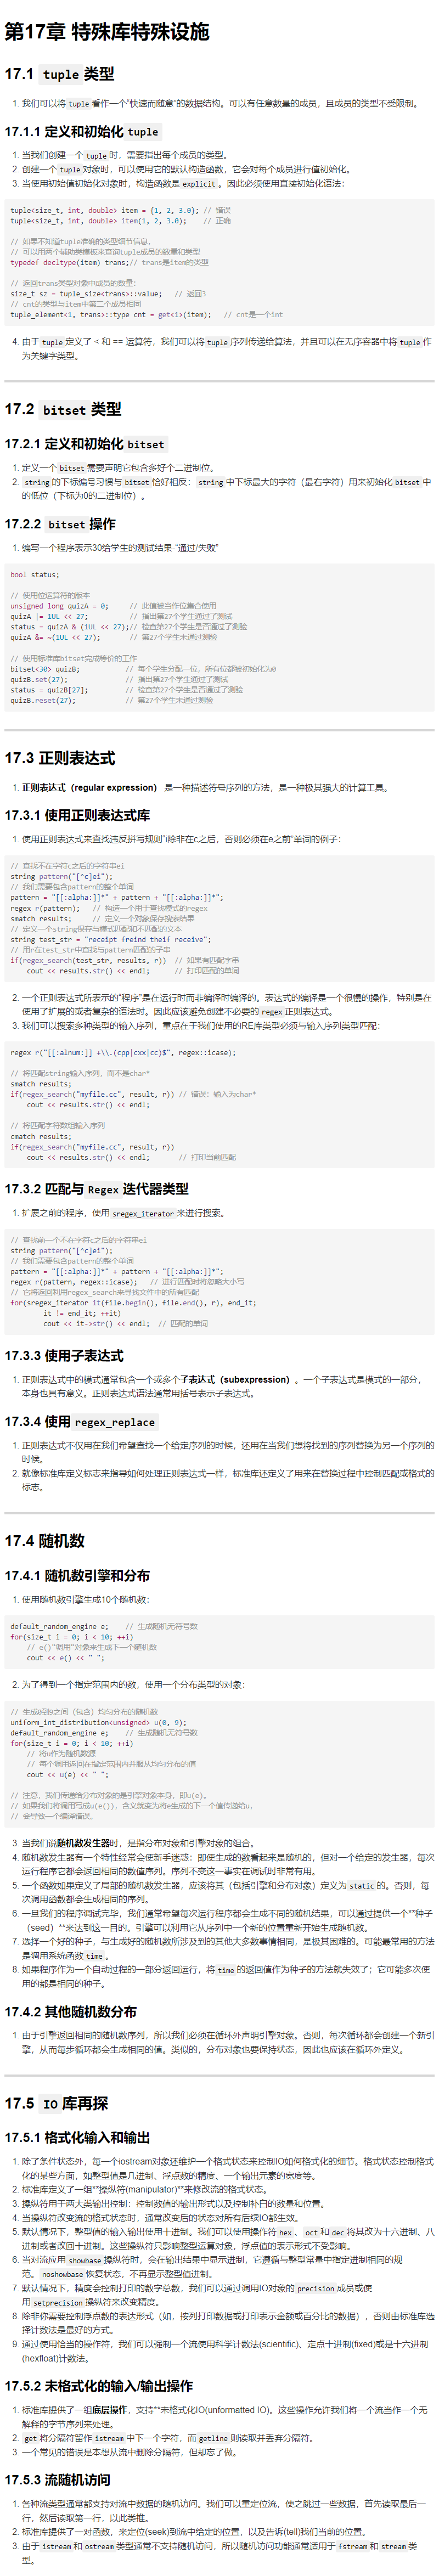 第17章 特殊库特殊设施
17.1 tuple 类型
1. 我们可以将 tuple 看作一个“快速而随意”的数据结构。可以有任意数量的成员，且成员的类型不受限制。
17.1.1 定义和初始化 tuple
1. 当我们创建一个 tuple 时，需要指出每个成员的类型。
2. 创建一个 tuple 对象时，可以使用它的默认构造函数，它会对每个成员进行值初始化。
3. 当使用初始值初始化对象时，构造函数是 explicit 。因此必须使用直接初始化语法：
tuple<size_t, int, double> item = {1, 2, 3.0}; // 错误
tuple<size_t, int, double> item{1, 2, 3.0};    // 正确
// 如果不知道tuple准确的类型细节信息，
// 可以用两个辅助类模板来查询tuple成员的数量和类型
typedef decltype(item) trans;// trans是item的类型
// 返回trans类型对象中成员的数量：
size_t sz = tuple_size<trans>::value;   // 返回3
// cnt的类型与item中第二个成员相同
tuple_element<1, trans>::type cnt = get<1>(item);   // cnt是一个int
4. 由于 tuple 定义了 < 和 == 运算符，我们可以将 tuple 序列传递给算法，并且可以在无序容器中将 tuple 作
为关键字类型。
17.2 bitset 类型
17.2.1 定义和初始化 bitset
1. 定义一个 bitset 需要声明它包含多好个二进制位。
2. string 的下标编号习惯与 bitset 恰好相反： string 中下标最大的字符（最右字符）用来初始化 bitset 中
的低位（下标为0的二进制位）。
17.2.2 bitset 操作
1. 编写一个程序表示30给学生的测试结果-“通过/失败”
bool status;
// 使用位运算符的版本
unsigned long quizA = 0;     // 此值被当作位集合使用
quizA |= 1UL << 27;          // 指出第27个学生通过了测试
status = quizA & (1UL << 27);// 检查第27个学生是否通过了测验
quizA &= ~(1UL << 27);       // 第27个学生未通过测验
// 使用标准库bitset完成等价的工作
bitset<30> quizB;           // 每个学生分配一位，所有位都被初始化为0
quizB.set(27);              // 指出第27个学生通过了测试
status = quizB[27];         // 检查第27个学生是否通过了测验
quizB.reset(27);            // 第27个学生未通过测验
17.3 正则表达式
1. 正则表达式（regular expression） 是一种描述符号序列的方法，是一种极其强大的计算工具。
17.3.1 使用正则表达式库
1. 使用正则表达式来查找违反拼写规则“i除非在c之后，否则必须在e之前”单词的例子：
// 查找不在字符c之后的字符串ei
string pattern("[^c]ei");
// 我们需要包含pattern的整个单词
pattern = "[[:alpha:]]*" + pattern + "[[:alpha:]]*";
regex r(pattern);   // 构造一个用于查找模式的regex
smatch results;     // 定义一个对象保存搜索结果
// 定义一个string保存与模式匹配和不匹配的文本
string test_str = "receipt freind theif receive";
// 用r在test_str中查找与pattern匹配的子串
if(regex_search(test_str, results, r))  // 如果有匹配字串
    cout << results.str() << endl;      // 打印匹配的单词
2. 一个正则表达式所表示的“程序”是在运行时而非编译时编译的。表达式的编译是一个很慢的操作，特别是在
使用了扩展的或者复杂的语法时。因此应该避免创建不必要的 regex 正则表达式。
3. 我们可以搜索多种类型的输入序列，重点在于我们使用的RE库类型必须与输入序列类型匹配：
regex r("[[:alnum:]] +\\.(cpp|cxx|cc)$", regex::icase);
// 将匹配string输入序列，而不是char*
smatch results;
if(regex_search("myfile.cc", result, r)) // 错误：输入为char*
    cout << results.str() << endl;
// 将匹配字符数组输入序列
cmatch results;
if(regex_search("myfile.cc", result, r))
    cout << results.str() << endl;       // 打印当前匹配
17.3.2 匹配与 Regex 迭代器类型
1. 扩展之前的程序，使用 sregex_iterator 来进行搜索。
// 查找前一个不在字符c之后的字符串ei
string pattern("[^c]ei");
// 我们需要包含pattern的整个单词
pattern = "[[:alpha:]]*" + pattern + "[[:alpha:]]*";
regex r(pattern, regex::icase);   // 进行匹配时将忽略大小写
// 它将返回利用regex_search来寻找文件中的所有匹配
for(sregex_iterator it(file.begin(), file.end(), r), end_it;
        it != end_it; ++it)
        cout << it->str() << endl;  // 匹配的单词
17.3.3 使用子表达式
1. 正则表达式中的模式通常包含一个或多个子表达式（subexpression）。一个子表达式是模式的一部分，
本身也具有意义。正则表达式语法通常用括号表示子表达式。
17.3.4 使用 regex_replace
1. 正则表达式不仅用在我们希望查找一个给定序列的时候，还用在当我们想将找到的序列替换为另一个序列的
时候。
2. 就像标准库定义标志来指导如何处理正则表达式一样，标准库还定义了用来在替换过程中控制匹配或格式的
标志。
17.4 随机数
17.4.1 随机数引擎和分布
1. 使用随机数引擎生成10个随机数：
default_random_engine e;    // 生成随机无符号数
for(size_t i = 0; i < 10; ++i)
    // e()"调用"对象来生成下一个随机数
    cout << e() << " ";
2. 为了得到一个指定范围内的数，使用一个分布类型的对象：
// 生成0到9之间（包含）均匀分布的随机数
uniform_int_distribution<unsigned> u(0, 9);
default_random_engine e;    // 生成随机无符号数
for(size_t i = 0; i < 10; ++i)
    // 将u作为随机数源
    // 每个调用返回在指定范围内并服从均匀分布的值
    cout << u(e) << " ";
// 注意，我们传递给分布对象的是引擎对象本身，即u(e)。
// 如果我们将调用写成u(e())，含义就变为将e生成的下一个值传递给u，
// 会导致一个编译错误。
3. 当我们说随机数发生器时，是指分布对象和引擎对象的组合。
4. 随机数发生器有一个特性经常会使新手迷惑：即使生成的数看起来是随机的，但对一个给定的发生器，每次
运行程序它都会返回相同的数值序列。序列不变这一事实在调试时非常有用。
5. 一个函数如果定义了局部的随机数发生器，应该将其（包括引擎和分布对象）定义为 static 的。否则，每
次调用函数都会生成相同的序列。
6. 一旦我们的程序调试完毕，我们通常希望每次运行程序都会生成不同的随机结果，可以通过提供一个**种子
（seed）**来达到这一目的。引擎可以利用它从序列中一个新的位置重新开始生成随机数。
7. 选择一个好的种子，与生成好的随机数所涉及到的其他大多数事情相同，是极其困难的。可能最常用的方法
是调用系统函数 time 。
8. 如果程序作为一个自动过程的一部分返回运行，将 time 的返回值作为种子的方法就失效了；它可能多次使
用的都是相同的种子。
17.4.2 其他随机数分布
1. 由于引擎返回相同的随机数序列，所以我们必须在循环外声明引擎对象。否则，每次循环都会创建一个新引
擎，从而每步循环都会生成相同的值。类似的，分布对象也要保持状态，因此也应该在循环外定义。
17.5 IO 库再探
17.5.1 格式化输入和输出
1. 除了条件状态外，每一个iostream对象还维护一个格式状态来控制IO如何格式化的细节。格式状态控制格式
化的某些方面，如整型值是几进制、浮点数的精度、一个输出元素的宽度等。
2. 标准库定义了一组**操纵符(manipulator)**来修改流的格式状态。
3. 操纵符用于两大类输出控制：控制数值的输出形式以及控制补白的数量和位置。
4. 当操纵符改变流的格式状态时，通常改变后的状态对所有后续IO都生效。
5. 默认情况下，整型值的输入输出使用十进制。我们可以使用操作符 hex 、 oct 和 dec 将其改为十六进制、八
进制或者改回十进制。这些操纵符只影响整型运算对象，浮点值的表示形式不受影响。
6. 当对流应用 showbase 操纵符时，会在输出结果中显示进制，它遵循与整型常量中指定进制相同的规
范。 noshowbase 恢复状态，不再显示整型值进制。
7. 默认情况下，精度会控制打印的数字总数，我们可以通过调用IO对象的 precision 成员或使
用 setprecision 操纵符来改变精度。
8. 除非你需要控制浮点数的表达形式（如，按列打印数据或打印表示金额或百分比的数据），否则由标准库选
择计数法是最好的方式。
9. 通过使用恰当的操作符，我们可以强制一个流使用科学计数法(scientific)、定点十进制(fixed)或是十六进制
(hexfloat)计数法。
17.5.2 未格式化的输入/输出操作
1. 标准库提供了一组底层操作，支持**未格式化IO(unformatted IO)。这些操作允许我们将一个流当作一个无
解释的字节序列来处理。
2. get 将分隔符留作 istream 中下一个字符，而 getline 则读取并丢弃分隔符。
3. 一个常见的错误是本想从流中删除分隔符，但却忘了做。
17.5.3 流随机访问
1. 各种流类型通常都支持对流中数据的随机访问。我们可以重定位流，使之跳过一些数据，首先读取最后一
行，然后读取第一行，以此类推。
2. 标准库提供了一对函数，来定位(seek)到流中给定的位置，以及告诉(tell)我们当前的位置。
3. 由于 istream 和 ostream 类型通常不支持随机访问，所以随机访问功能通常适用于 fstream 和 stream 类
型。